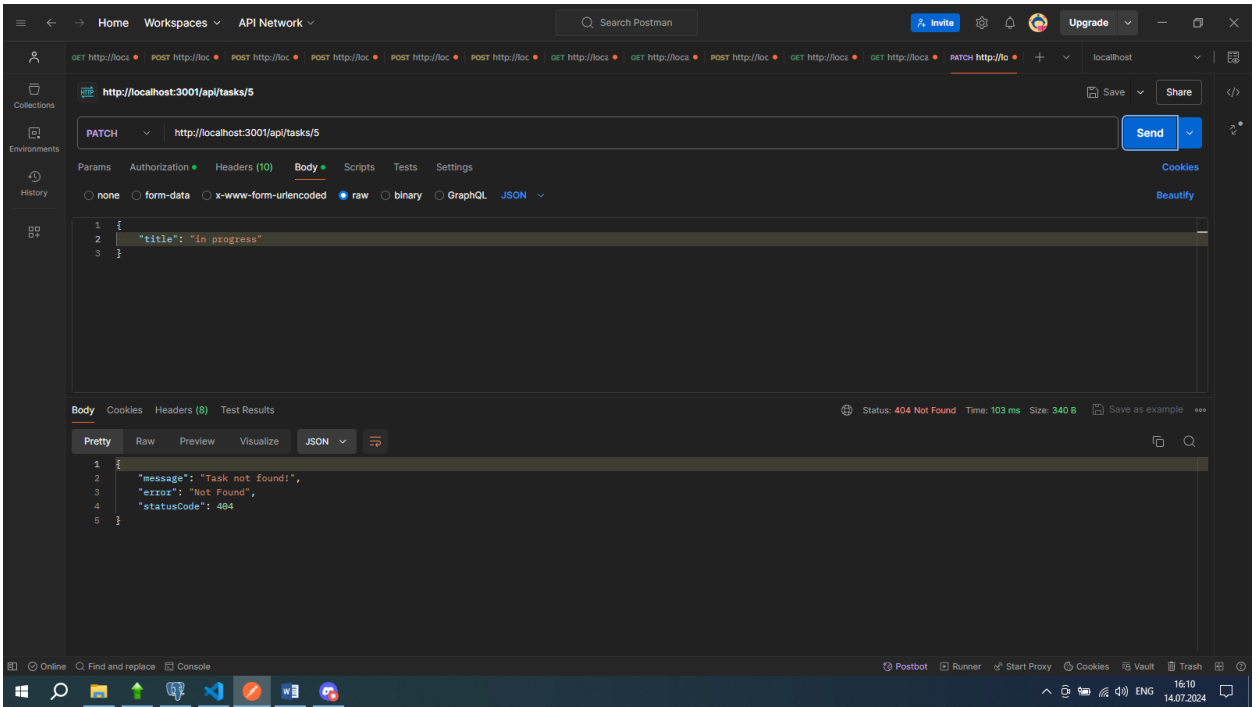 Home Workspaces API Network Search Postman Invite Upgrade
GET http://loca POST http://loc POST http://loc POST http://loc POST http://loc POST http://loc GET http://loca GET http://loca POST http://loc GET http://loca GET http://loca PATCH http://lo localhost
HTTP http://localhost:3001/api/tasks/5 Save Share
Collections
PATCH http://localhost:3001/api/tasks/5 Send
Environments
Params Authorization Headers (10) Body Scripts Tests Settings Cookies
History
none form-data x-www-form-urlencoded raw binary GraphQL JSON Beautify
1 {
2 "title": "in progress"
3 }
Body Cookies Headers (8) Test Results Status: 404 Not Found Time: 103 ms Size: 340 B Save as example
Pretty Raw Preview Visualize JSON
1 {
2 "message": "Task not found!",
3 "error": "Not Found",
4 "statusCode": 404
5 }
Online Find and replace Console Postbot Runner Start Proxy Cookies Vault Trash
ENG 16:10
14.07.2024